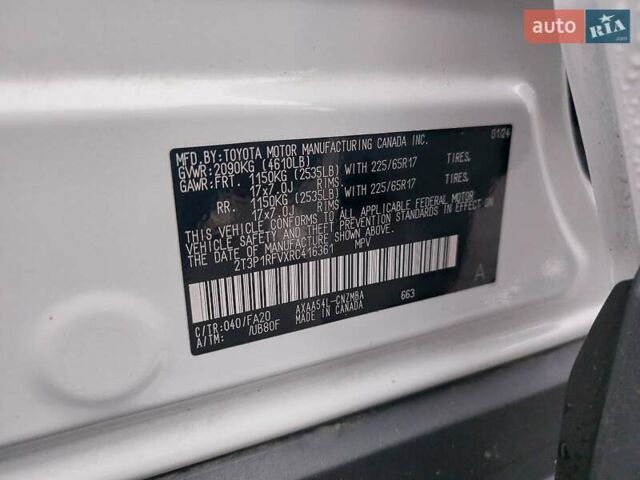 auto RIA.com
MFD.BY:TOYOTA MOTOR MANUFACTURING CANADA INC. 01/24
GVWR:2090KG (4610LB)
GAWR:FRT. 1150KG (2535LB) WITH 225/65R17 TIRES,
17x7.0J RIMS,
RR. 1150KG (2535LB) WITH 225/65R17 TIRES,
17x7.0J RIMS,
THIS VEHICLE CONFORMS TO ALL APPLICABLE FEDERAL MOTOR
VEHICLE SAFETY AND THEFT PREVENTION STANDARDS IN EFFECT
ON THE DATE OF MANUFACTURE SHOWN ABOVE.
2T3P1RFVXRC416361 MPV
A
C/TR:040/FA20 AXAA54L-CNZMBA 663
A/TM: /UB80F MADE IN CANADA